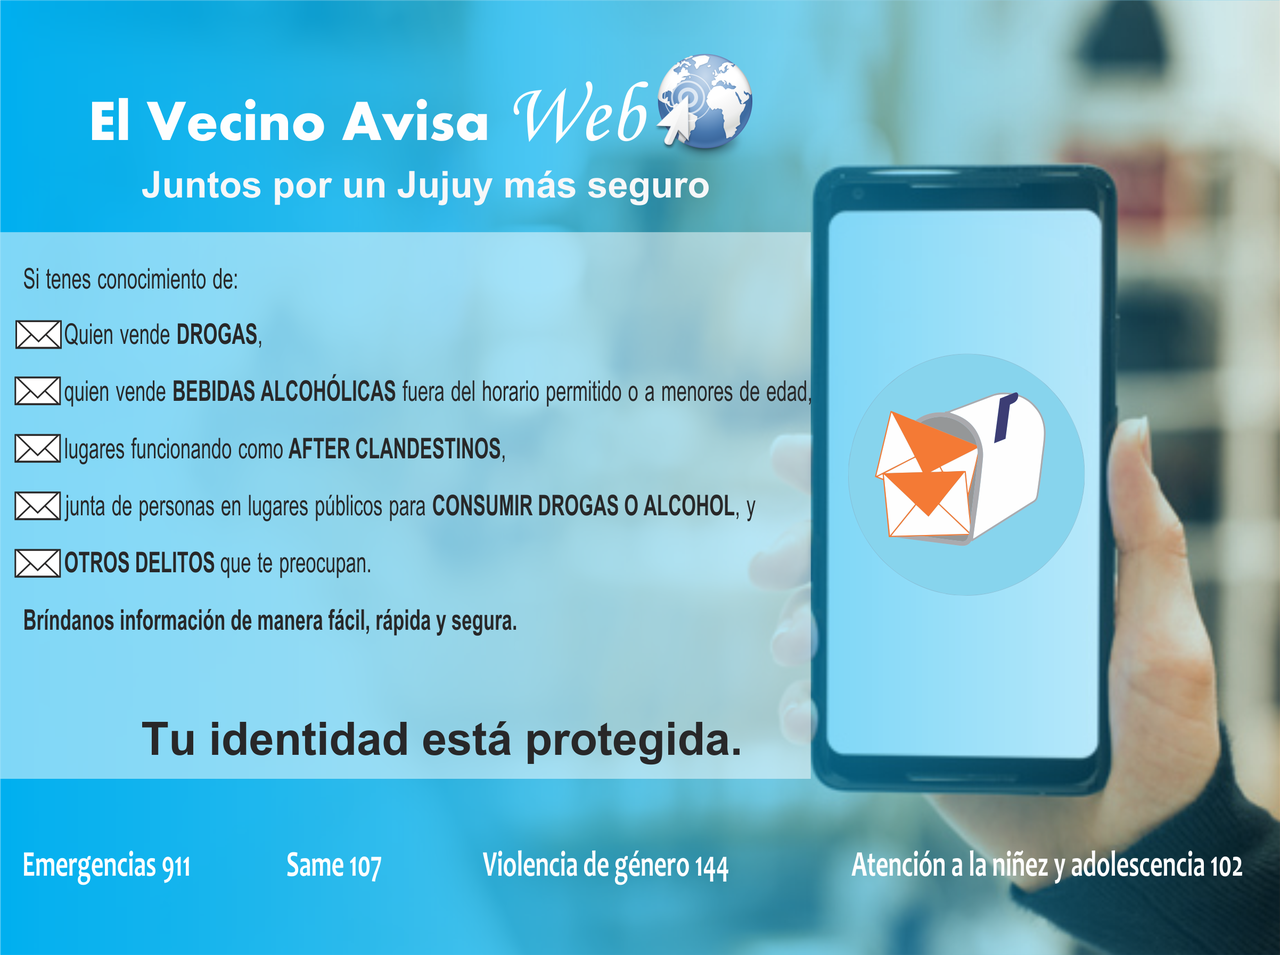 El Vecino Avisa Web
Juntos por un Jujuy más seguro
Si tenes conocimiento de:
Quien vende DROGAS,
quien vende BEBIDAS ALCOHÓLICAS fuera del horario permitido o a menores de edad,
lugares funcionando como AFTER CLANDESTINOS,
junta de personas en lugares públicos para CONSUMIR DROGAS O ALCOHOL, y
OTROS DELITOS que te preocupan.
Bríndanos información de manera fácil, rápida y segura.
Tu identidad está protegida.
Emergencias 911 Same 107 Violencia de género 144 Atención a la niñez y adolescencia 102